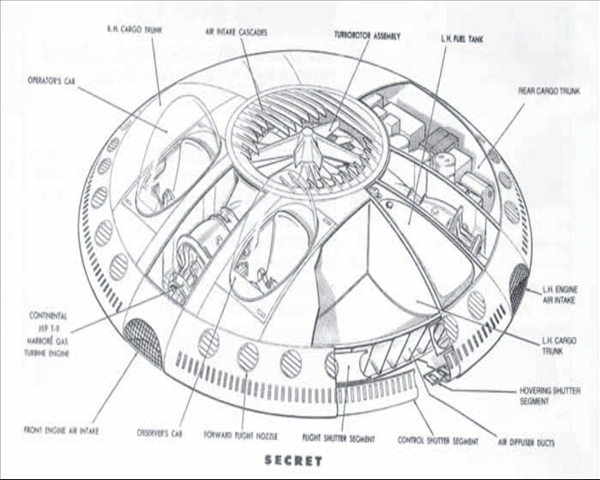 R.H. CARGO TRUNK
AIR INTAKE CASCADES
TURBOROTOR ASSEMBLY
L.H. FUEL TANK
OPERATOR'S CAB
REAR CARGO TRUNK
L.H. ENGINE
AIR INTAKE
CONTINENTAL
J69 T-9
MARBORÉ GAS
TURBINE ENGINE
L.H. CARGO
TRUNK
HOVERING SHUTTER
SEGMENT
FRONT ENGINE AIR INTAKE
OBSERVER'S CAB
FORWARD FLIGHT NOZZLE
FLIGHT SHUTTER SEGMENT
CONTROL SHUTTER SEGMENT
AIR DIFFUSER DUCTS
SECRET